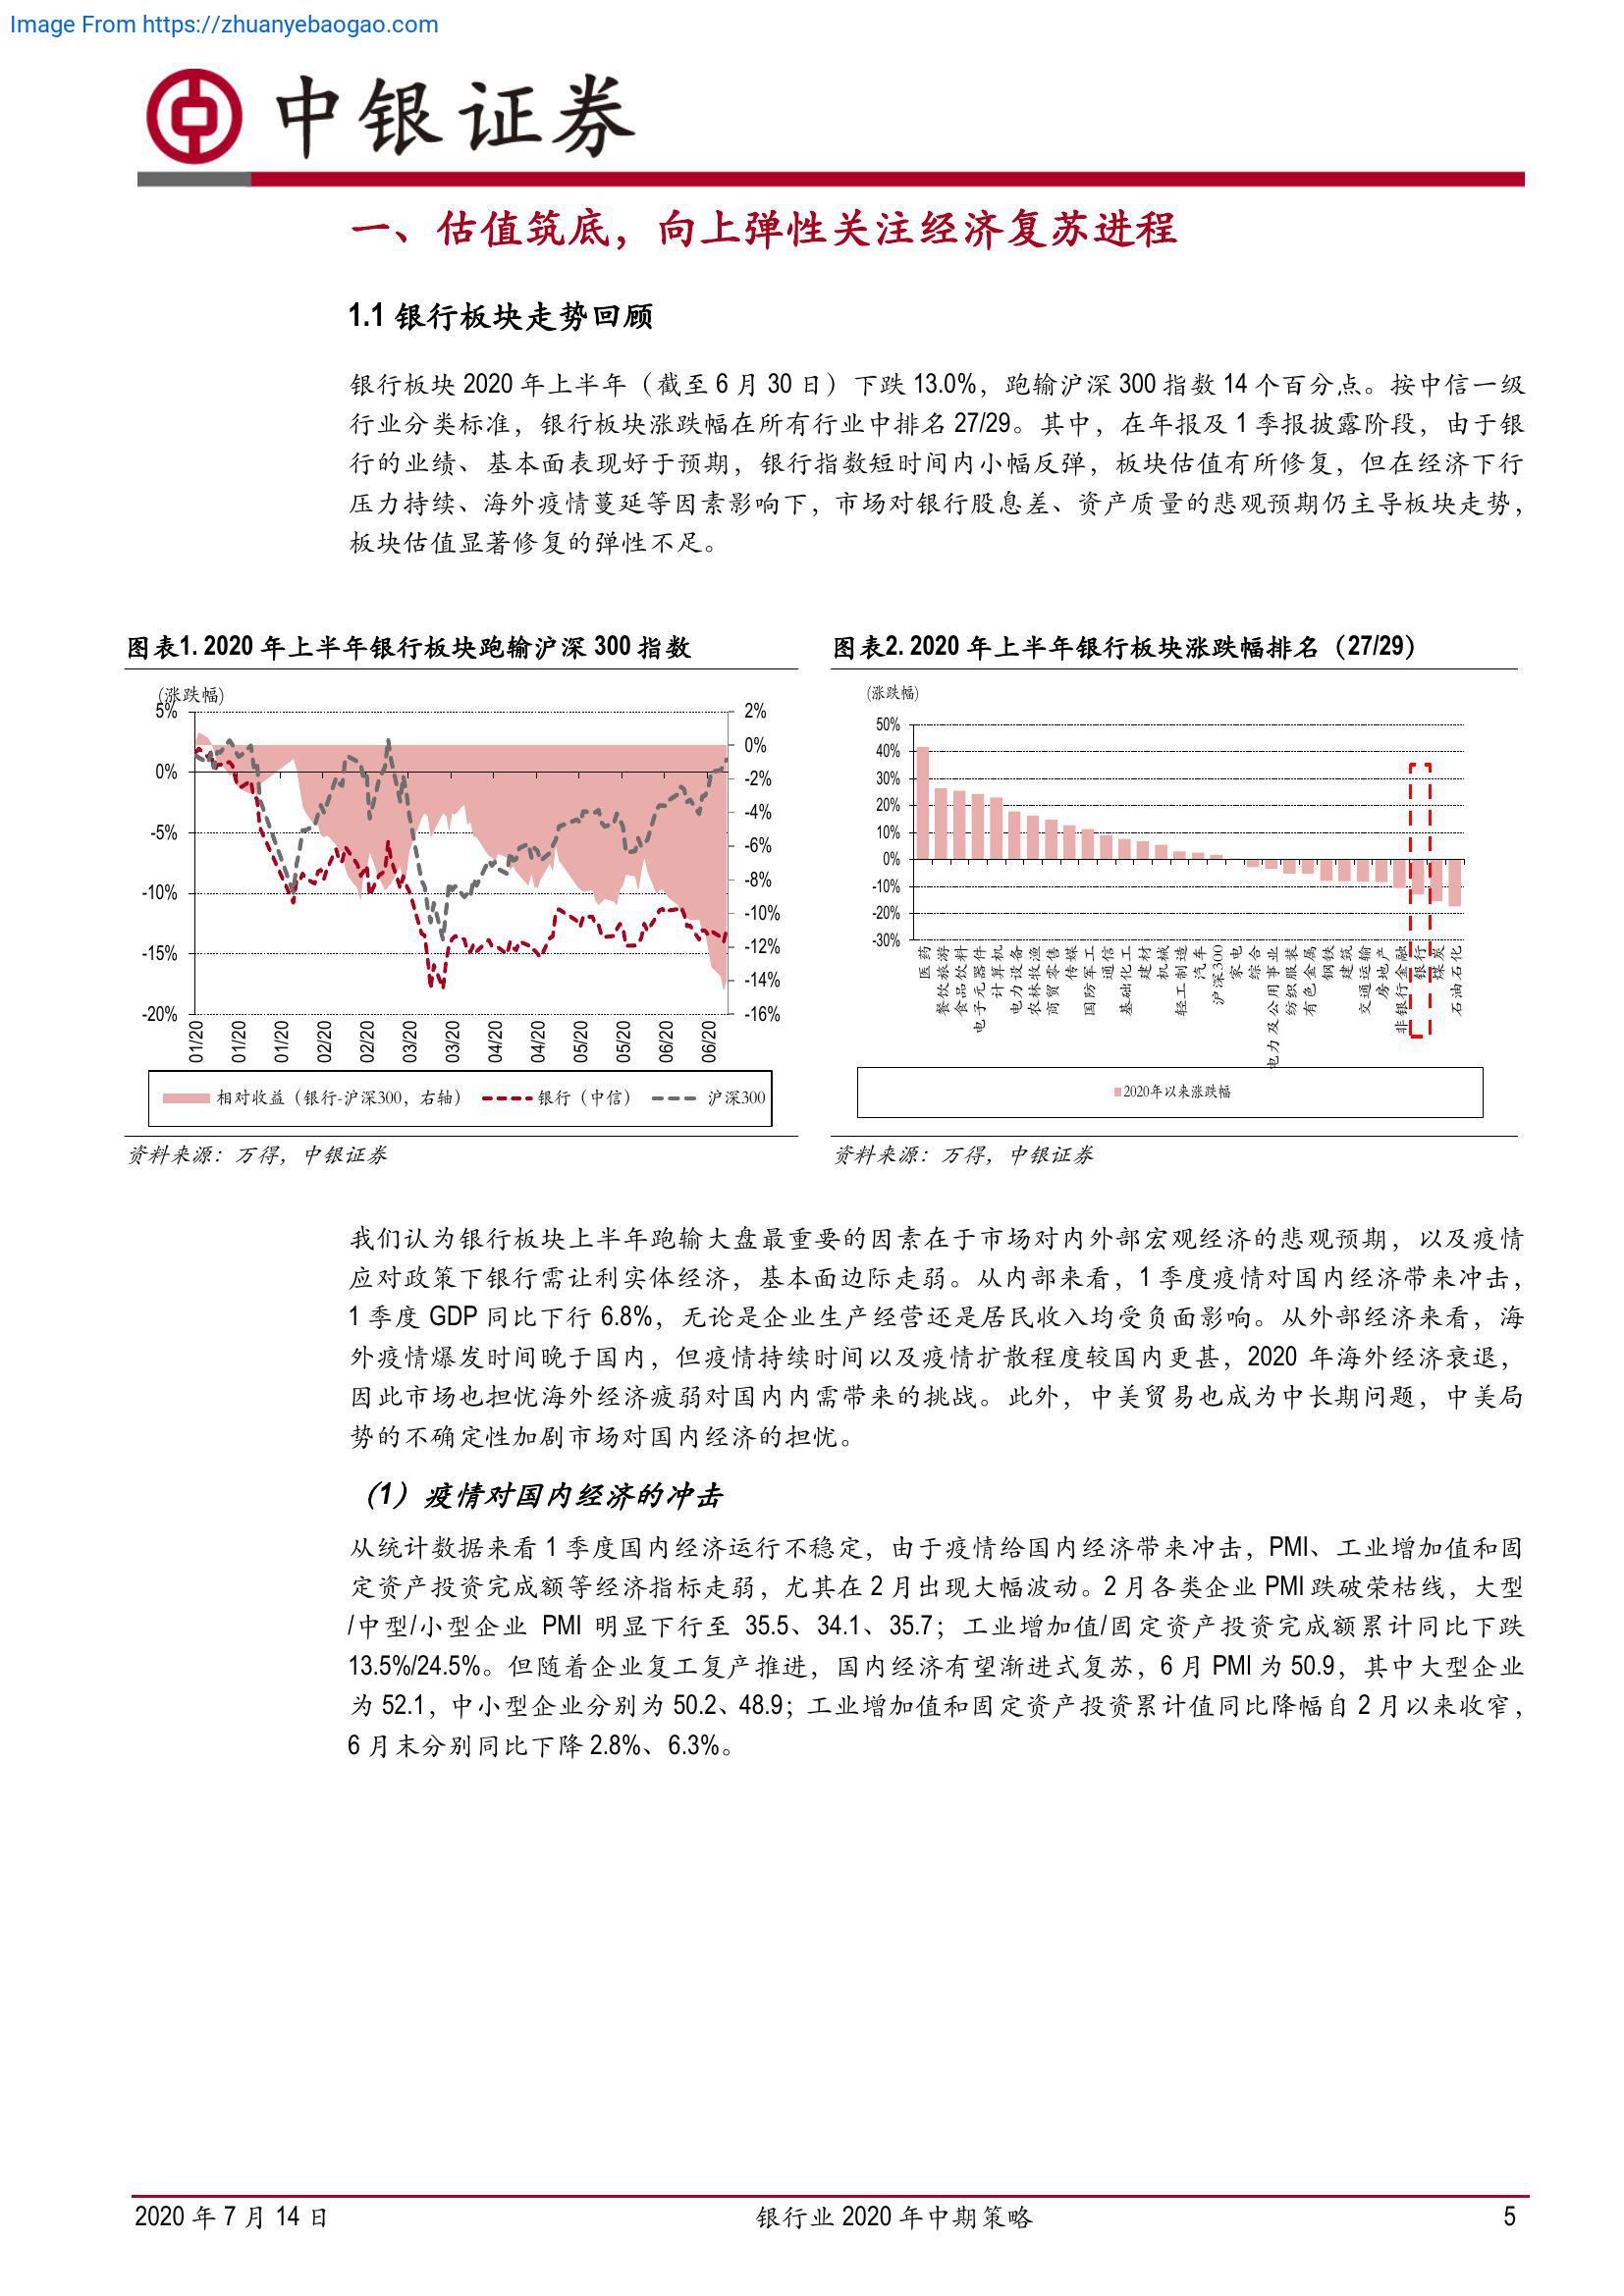 Image From https://zhuanyebaogao.com
中银证券
一、估值筑底，向上弹性关注经济复苏进程
1.1 银行板块走势回顾
银行板块 2020 年上半年（截至 6 月 30 日）下跌 13.0%，跑输沪深 300 指数 14 个百分点。按中信一级
行业分类标准，银行板块涨跌幅在所有行业中排名 27/29。其中，在年报及 1 季报披露阶段，由于银
行的业绩、基本面表现好于预期，银行指数短时间内小幅反弹，板块估值有所修复，但在经济下行
压力持续、海外疫情蔓延等因素影响下，市场对银行股息差、资产质量的悲观预期仍主导板块走势，
板块估值显著修复的弹性不足。
图表1. 2020 年上半年银行板块跑输沪深 300 指数
(涨跌幅)
5%
0%
-5%
-10%
-15%
-20%
2%
0%
-2%
-4%
-6%
-8%
-10%
-12%
-14%
-16%
01/20
01/20
01/20
02/20
02/20
03/20
03/20
04/20
04/20
05/20
05/20
06/20
06/20
相对收益（银行-沪深300，右轴）
银行（中信）
沪深300
资料来源：万得，中银证券
图表2. 2020 年上半年银行板块涨跌幅排名（27/29）
(涨跌幅)
50%
40%
30%
20%
10%
0%
-10%
-20%
-30%
医药
餐饮旅游
食品饮料
电子元器件
计算机
电力设备
农林牧渔
商贸零售
传媒
国防军工
通信
基础化工
建材
机械
轻工制造
汽车
沪深300
家电
综合
电力及公用事业
纺织服装
有色金属
钢铁
建筑
交通运输
房地产
非银行金融
银行
煤炭
石油石化
2020年以来涨跌幅
资料来源：万得，中银证券
我们认为银行板块上半年跑输大盘最重要的因素在于市场对内外部宏观经济的悲观预期，以及疫情
应对政策下银行需让利实体经济，基本面边际走弱。从内部来看，1 季度疫情对国内经济带来冲击，
1 季度 GDP 同比下行 6.8%，无论是企业生产经营还是居民收入均受负面影响。从外部经济来看，海
外疫情爆发时间晚于国内，但疫情持续时间以及疫情扩散程度较国内更甚，2020 年海外经济衰退，
因此市场也担忧海外经济疲弱对国内内需带来的挑战。此外，中美贸易也成为中长期问题，中美局
势的不确定性加剧市场对国内经济的担忧。
（1）疫情对国内经济的冲击
从统计数据来看 1 季度国内经济运行不稳定，由于疫情给国内经济带来冲击，PMI、工业增加值和固
定资产投资完成额等经济指标走弱，尤其在 2 月出现大幅波动。2 月各类企业 PMI 跌破荣枯线，大型
/中型/小型企业 PMI 明显下行至 35.5、34.1、35.7；工业增加值/固定资产投资完成额累计同比下跌
13.5%/24.5%。但随着企业复工复产推进，国内经济有望渐进式复苏，6 月 PMI 为 50.9，其中大型企业
为 52.1，中小型企业分别为 50.2、48.9；工业增加值和固定资产投资累计值同比降幅自 2 月以来收窄，
6 月末分别同比下降 2.8%、6.3%。
2020 年 7 月 14 日
银行业 2020 年中期策略
5